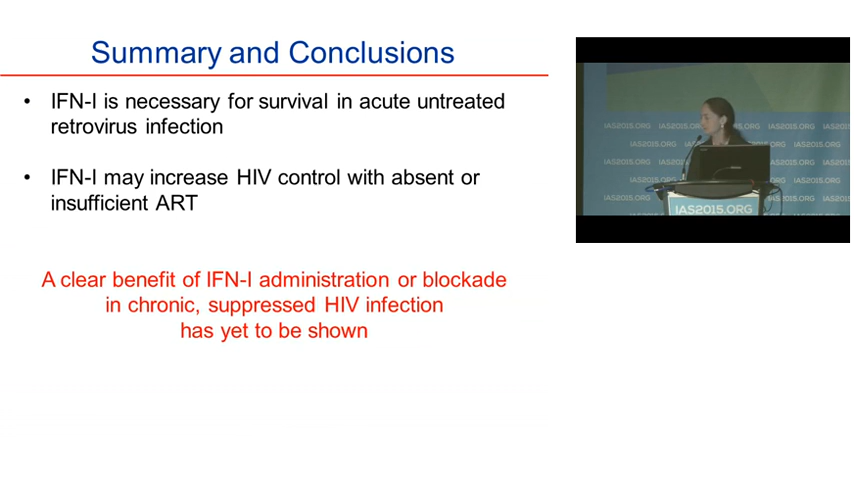 Summary and Conclusions
• IFN-I is necessary for survival in acute untreated
retrovirus infection
• IFN-I may increase HIV control with absent or
insufficient ART
A clear benefit of IFN-I administration or blockade
in chronic, suppressed HIV infection
has yet to be shown
IAS2015.ORG